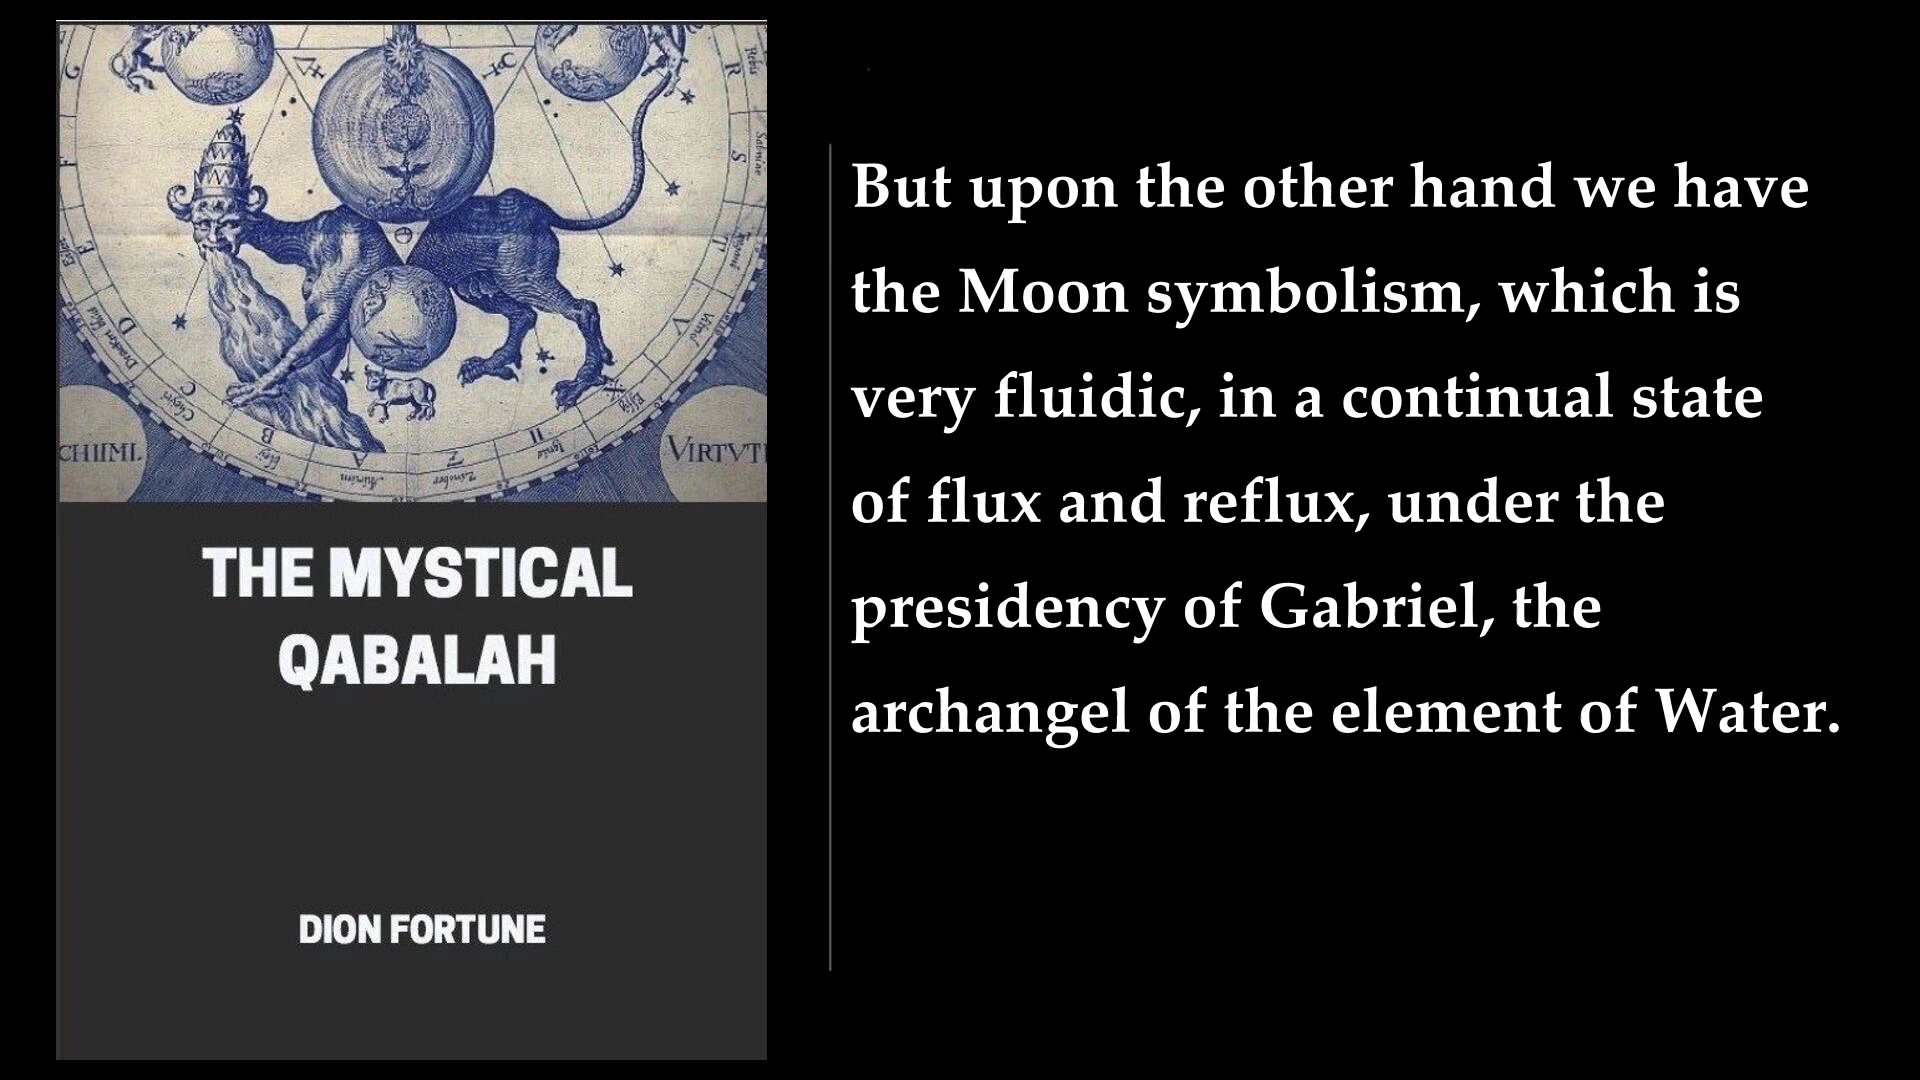 CHIIMI.
VIRTVTI
THE MYSTICAL
QABALAH
DION FORTUNE
But upon the other hand we have
the Moon symbolism, which is
very fluidic, in a continual state
of flux and reflux, under the
presidency of Gabriel, the
archangel of the element of Water.